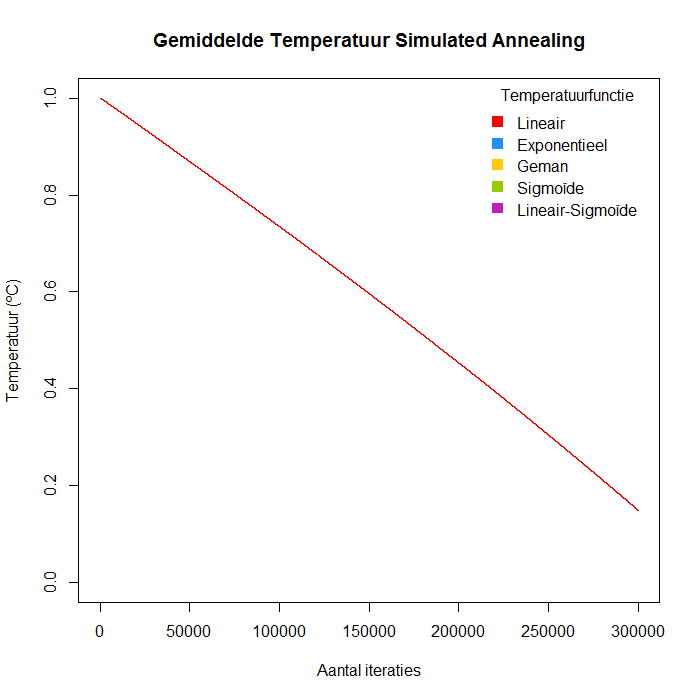 Gemiddelde Temperatuur Simulated Annealing
Temperatuurfunctie
Lineair
Exponentieel
Geman
Sigmoïde
Lineair-Sigmoïde
Temperatuur (ºC)
1.0
0.8
0.6
0.4
0.2
0.0
0 50000 100000 150000 200000 250000 300000
Aantal iteraties